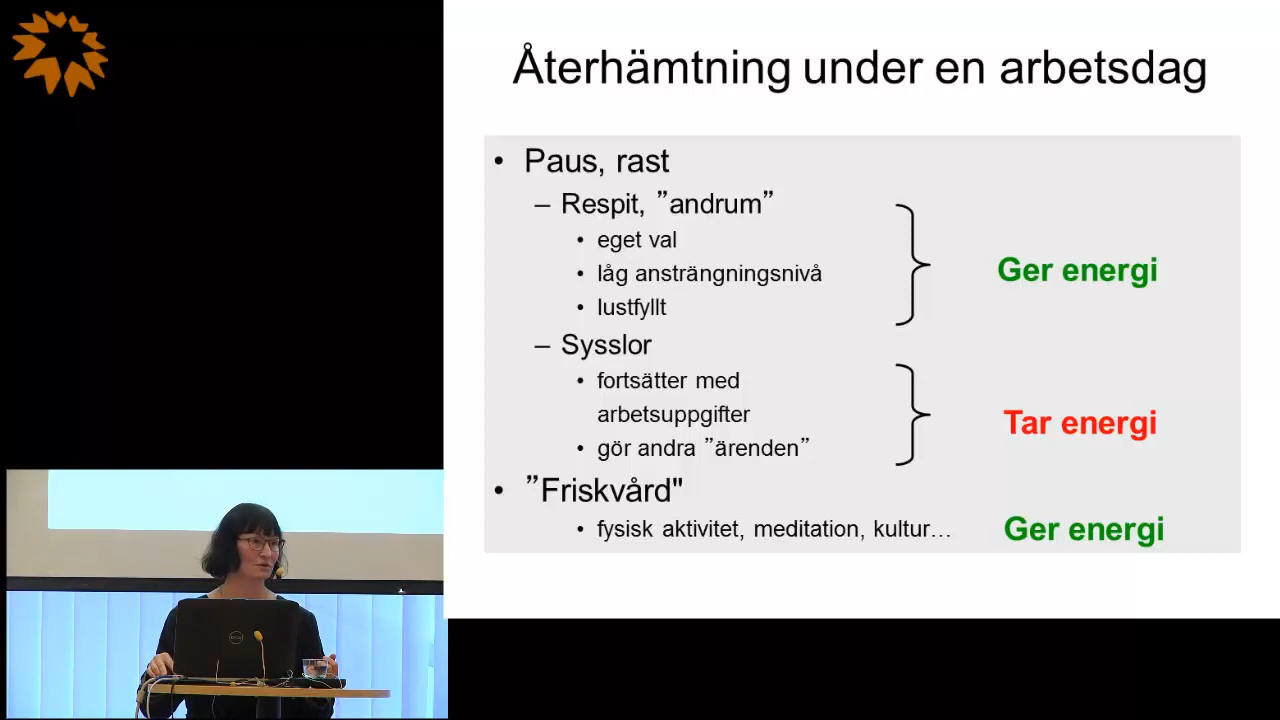 Återhämtning under en arbetsdag
• Paus, rast
– Respit, ”andrum”
• eget val
• låg ansträngningsnivå
• lustfyllt
Ger energi
– Sysslor
• fortsätter med
arbetsuppgifter
• gör andra ”ärenden”
Tar energi
• ”Friskvård"
• fysisk aktivitet, meditation, kultur…
Ger energi
DELL